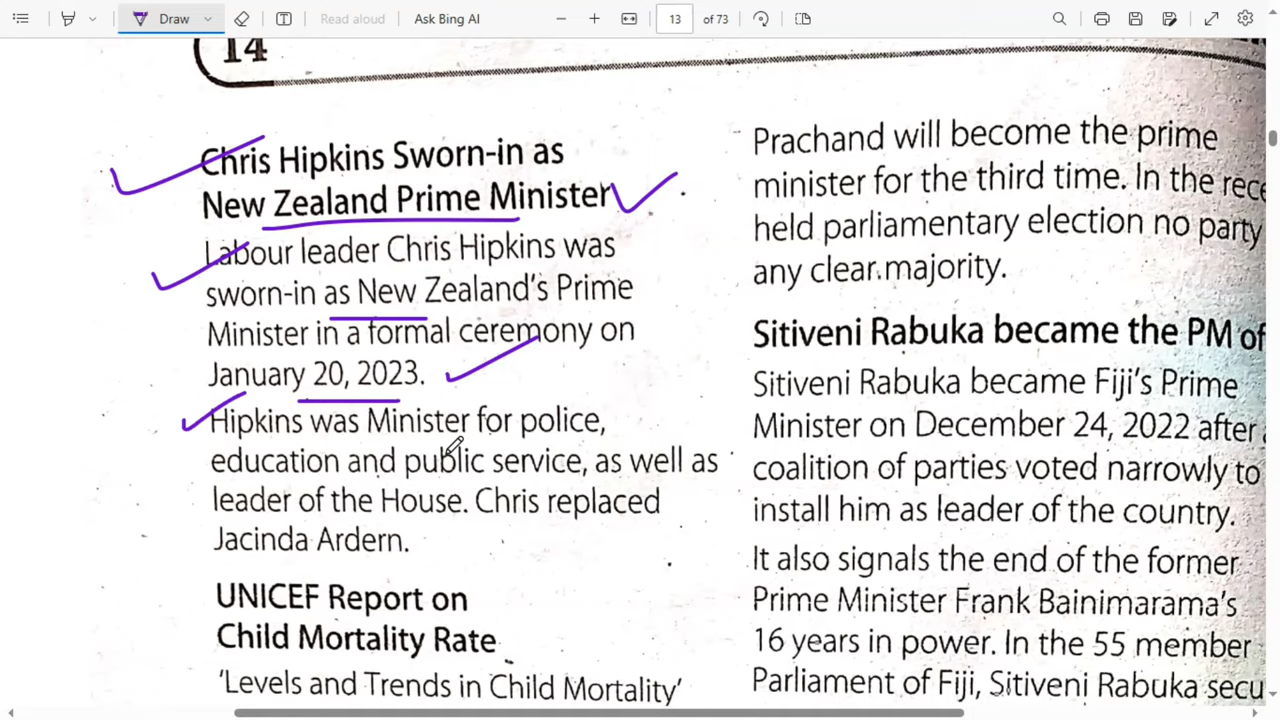 Draw
Read aloud
Ask Bing AI
13 of 73
14
Chris Hipkins Sworn-in as
New Zealand Prime Minister
Labour leader Chris Hipkins was
sworn-in as New Zealand's Prime
Minister in a formal ceremony on
January 20, 2023.
Hipkins was Minister for police,
education and public service, as well as
leader of the House. Chris replaced
Jacinda Ardern.
UNICEF Report on
Child Mortality Rate
'Levels and Trends in Child Mortality'
Prachand will become the prime
minister for the third time. In the rece
held parliamentary election no party
any clear majority.
Sitiveni Rabuka became the PM of
Sitiveni Rabuka became Fiji's Prime
Minister on December 24, 2022 after
coalition of parties voted narrowly to
install him as leader of the country.
It also signals the end of the former
Prime Minister Frank Bainimarama's
16 years in power. In the 55 member
Parliament of Fiji, Sitiveni Rabuka secu